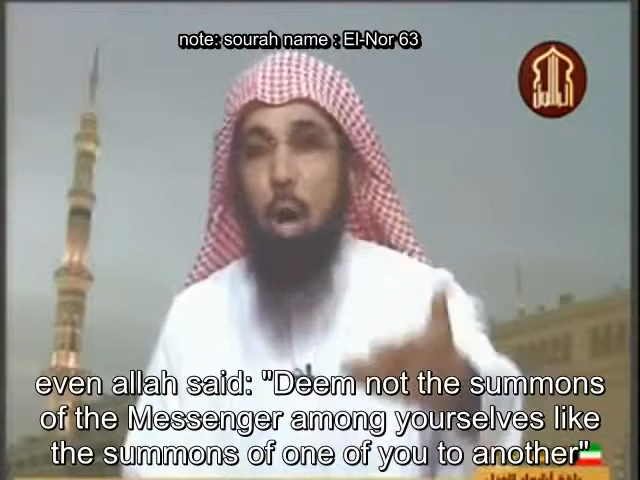 note: sourah name : El-Nor 63
even allah said: "Deem not the summons
of the Messenger among yourselves like
the summons of one of you to another"